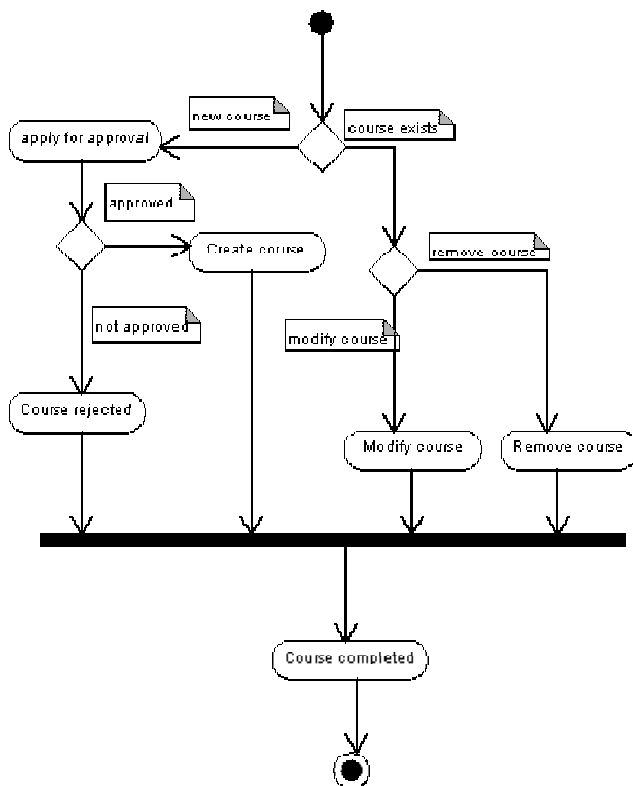 new course
course exists
apply for approval
approved
Create course
remove course
not approved
modify course
Course rejected
Modify course
Remove course
Course completed